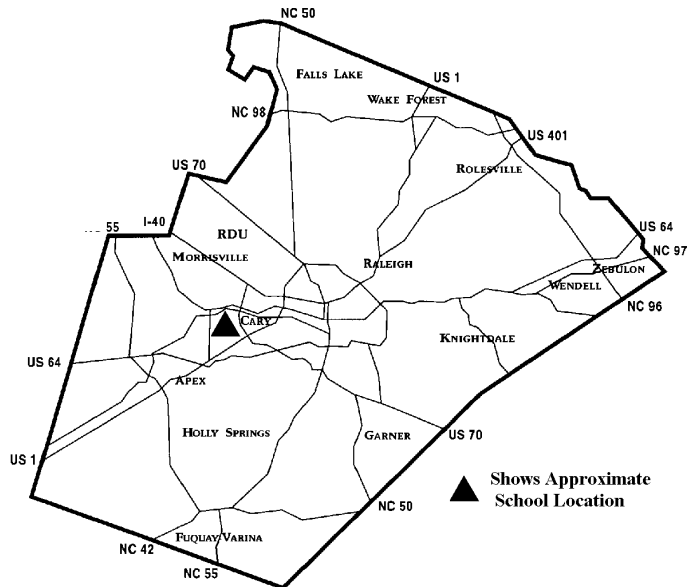 NC 50
FALLS LAKE
US 1
WAKE FOREST
NC 98
US 401
US 70
ROLESVILLE
55
I-40
RDU
US 64
MORRISVILLE
NC 97
RALEIGH
ZEBULON
WENDELL
NC 96
CARY
KNIGHTDALE
US 64
APEX
HOLLY SPRINGS
GARNER
US 70
US 1
Shows Approximate
School Location
NC 50
FUQUAY VARINA
NC 42
NC 55